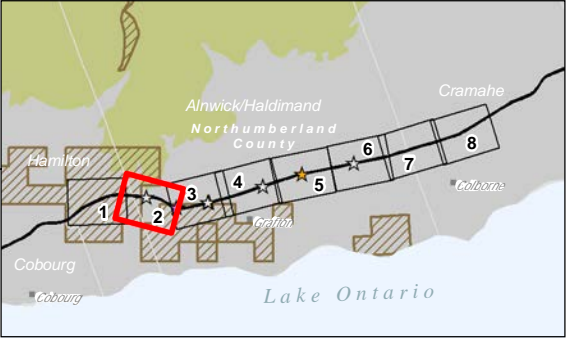 Cramahe
Alnwick/Haldimand
Northumberland
County
Hamilton
1
2
3
4
5
6
7
8
Colborne
Grafton
Cobourg
Cobourg
Lake Ontario